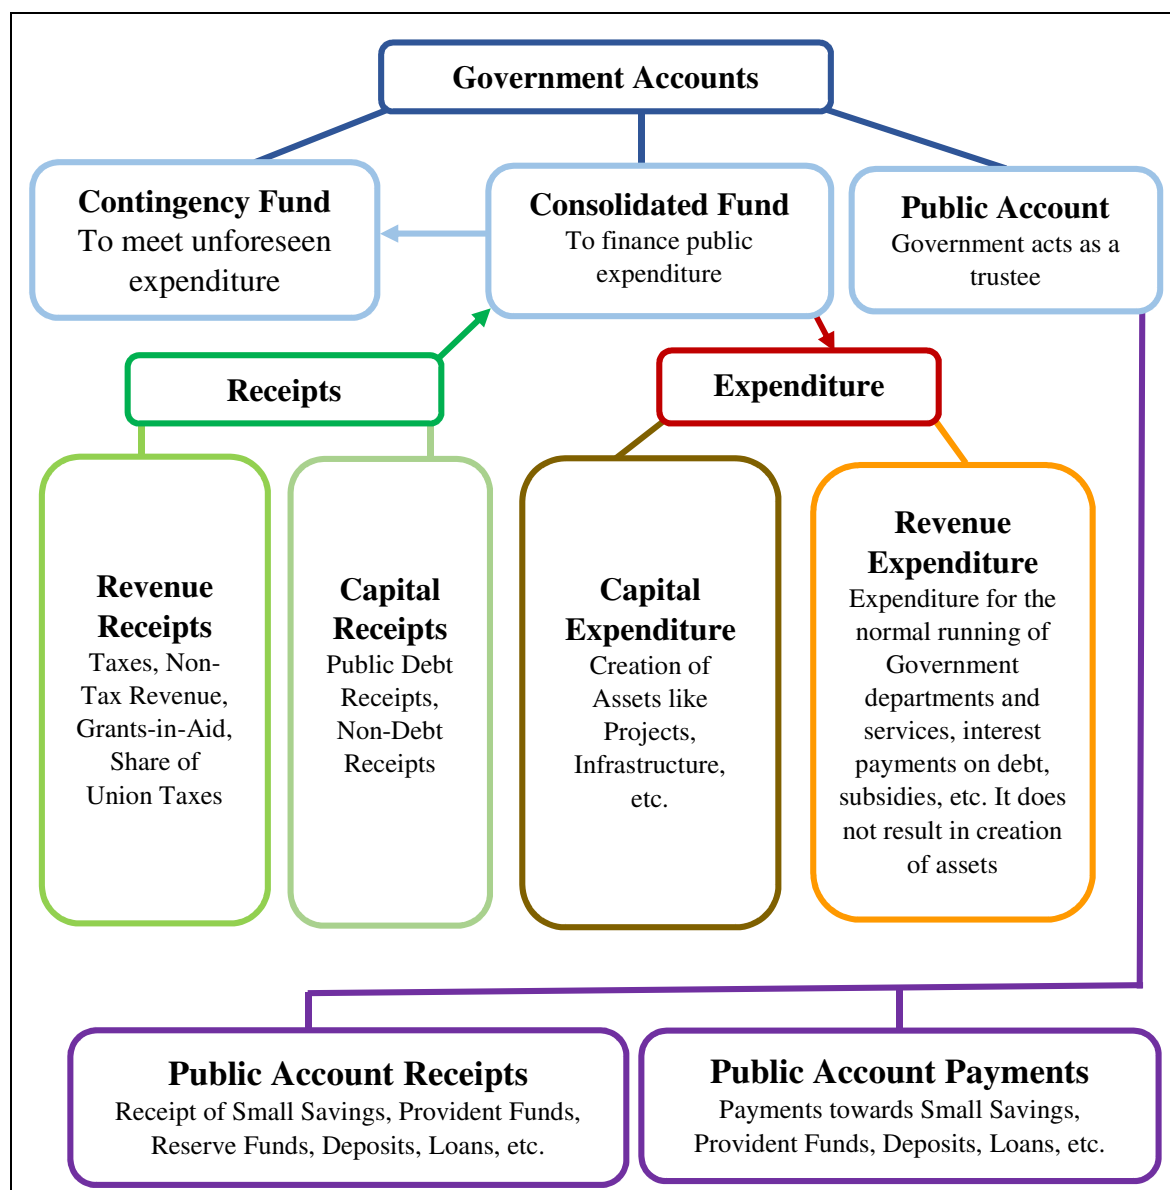 Government Accounts
Contingency Fund
To meet unforeseen
expenditure
Consolidated Fund
To finance public
expenditure
Public Account
Government acts as a
trustee
Receipts
Expenditure
Revenue
Receipts
Taxes, Non-
Tax Revenue,
Grants-in-Aid,
Share of
Union Taxes
Capital
Receipts
Public Debt
Receipts,
Non-Debt
Receipts
Capital
Expenditure
Creation of
Assets like
Projects,
Infrastructure,
etc.
Revenue
Expenditure
Expenditure for the
normal running of
Government
departments and
services, interest
payments on debt,
subsidies, etc. It does
not result in creation
of assets
Public Account Receipts
Receipt of Small Savings, Provident Funds,
Reserve Funds, Deposits, Loans, etc.
Public Account Payments
Payments towards Small Savings,
Provident Funds, Deposits, Loans, etc.